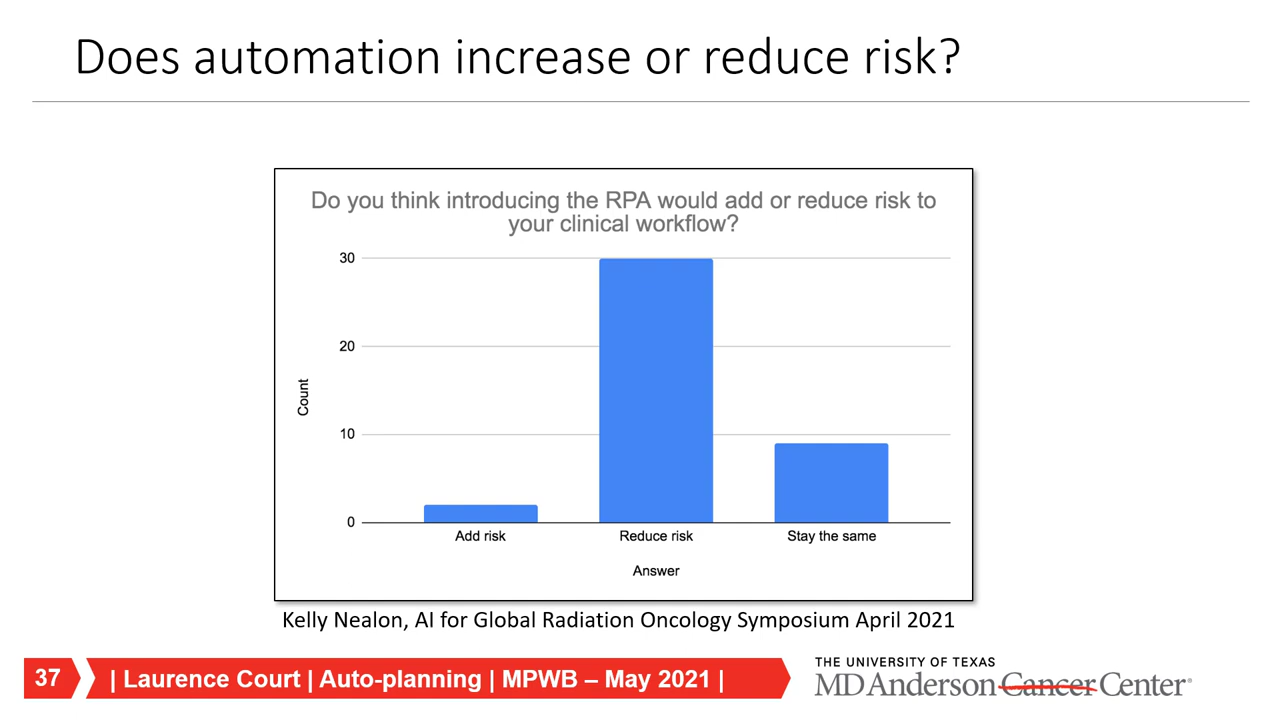 Does automation increase or reduce risk?
Do you think introducing the RPA would add or reduce risk to
your clinical workflow?
30
20
10
0
Count
Add risk
Reduce risk
Stay the same
Answer
Kelly Nealon, AI for Global Radiation Oncology Symposium April 2021
37
| Laurence Court | Auto-planning | MPWB – May 2021 |
THE UNIVERSITY OF TEXAS
MD Anderson Cancer Center®